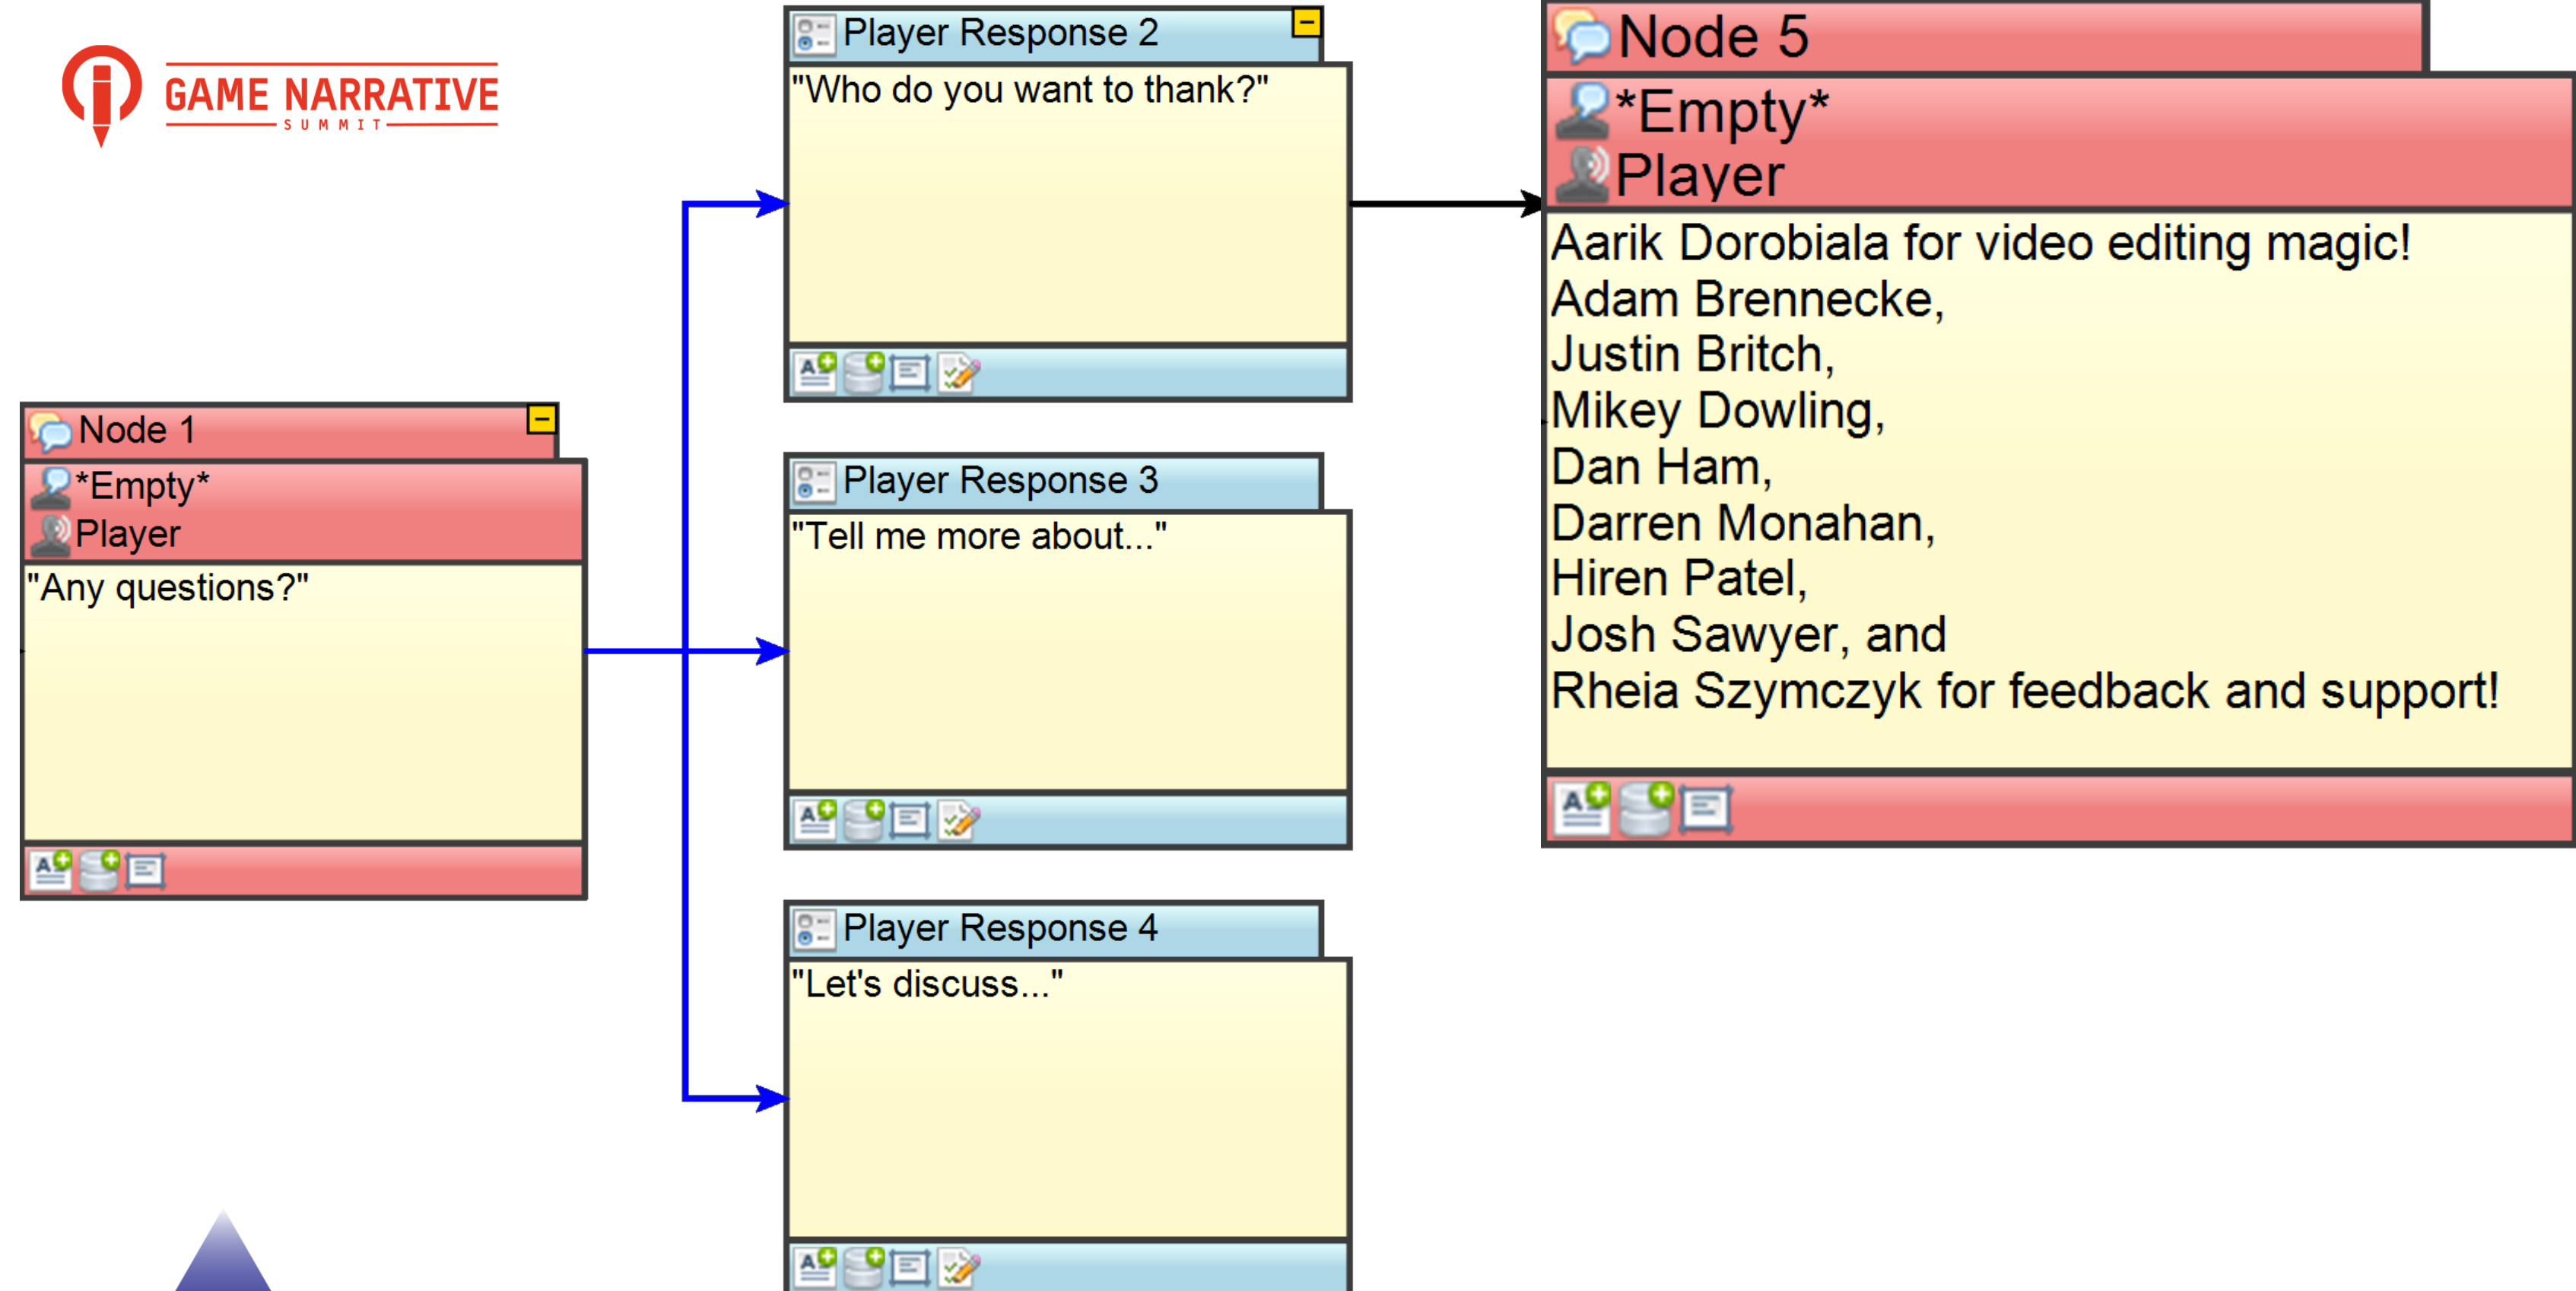 GAME NARRATIVE
SUMMIT
Node 1
*Empty*
Player
"Any questions?"
Player Response 2
"Who do you want to thank?"
Player Response 3
"Tell me more about..."
Player Response 4
"Let's discuss..."
Node 5
*Empty*
Player
Aarik Dorobiala for video editing magic!
Adam Brennecke,
Justin Britch,
Mikey Dowling,
Dan Ham,
Darren Monahan,
Hiren Patel,
Josh Sawyer, and
Rheia Szymczyk for feedback and support!